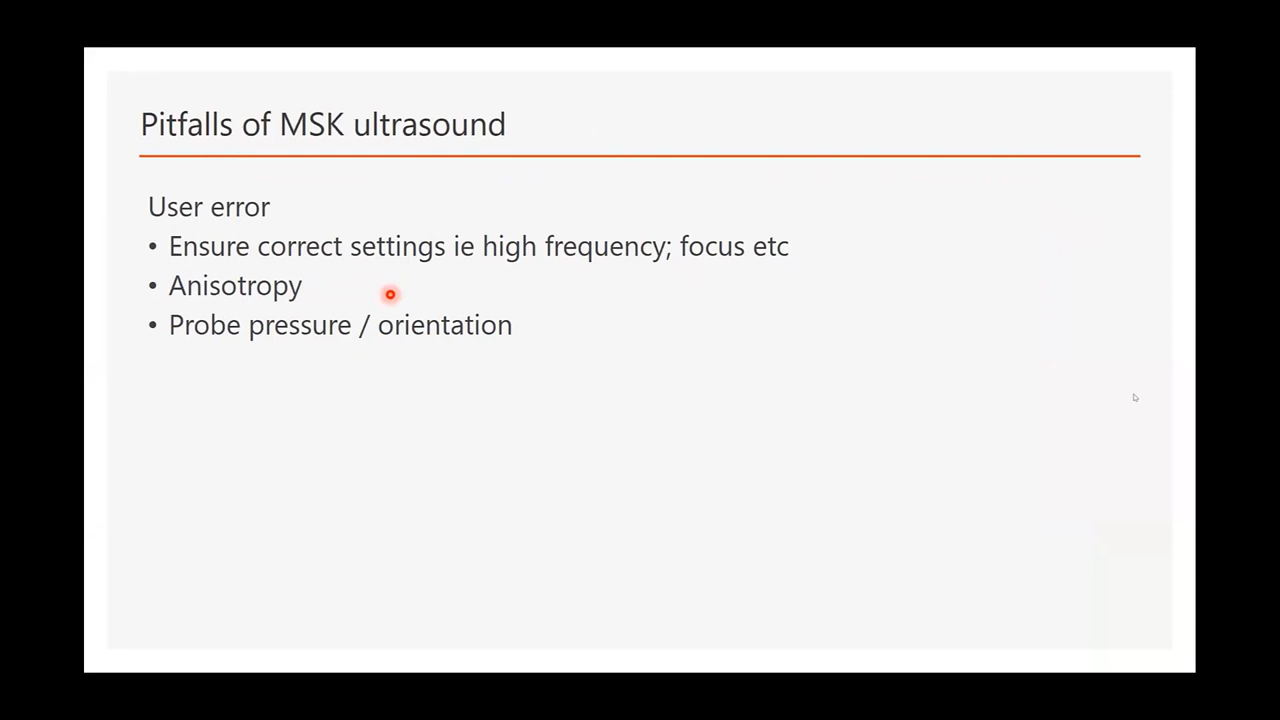 Pitfalls of MSK ultrasound
User error
• Ensure correct settings ie high frequency; focus etc
• Anisotropy
• Probe pressure / orientation